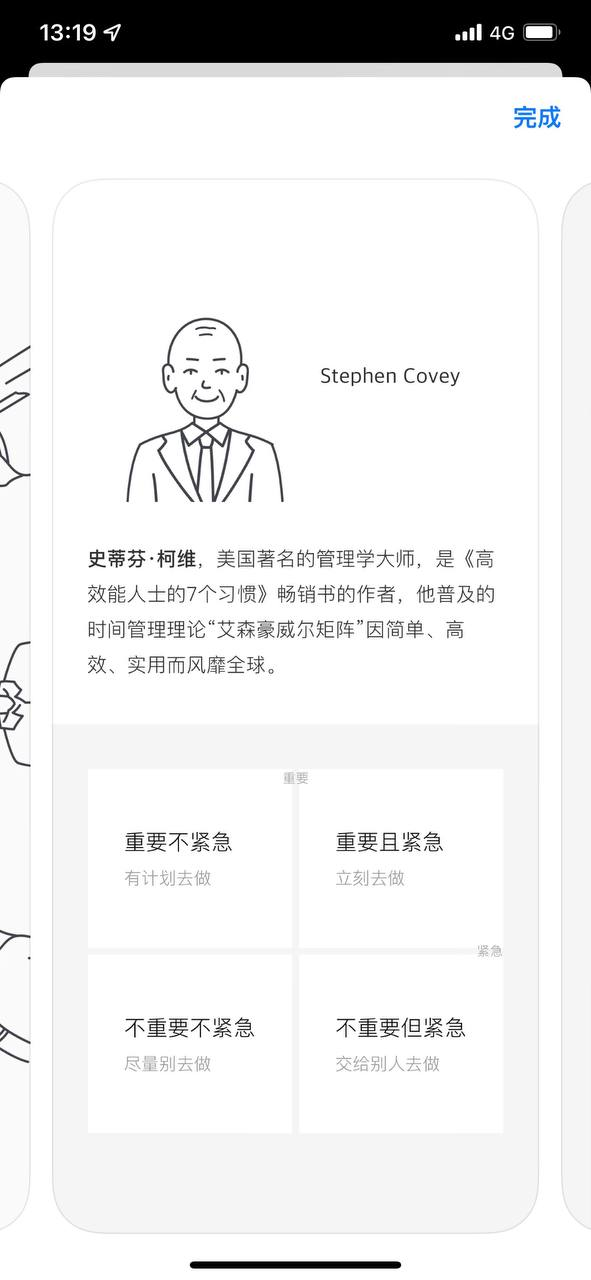 13:19
4G
完成
Stephen Covey
史蒂芬·柯维，美国著名的管理学大师，是《高
效能人士的7个习惯》畅销书的作者，他普及的
时间管理理论“艾森豪威尔矩阵”因简单、高
效、实用而风靡全球。
重要
重要不紧急
有计划去做
重要且紧急
立刻去做
紧急
不重要不紧急
尽量别去做
不重要但紧急
交给别人去做